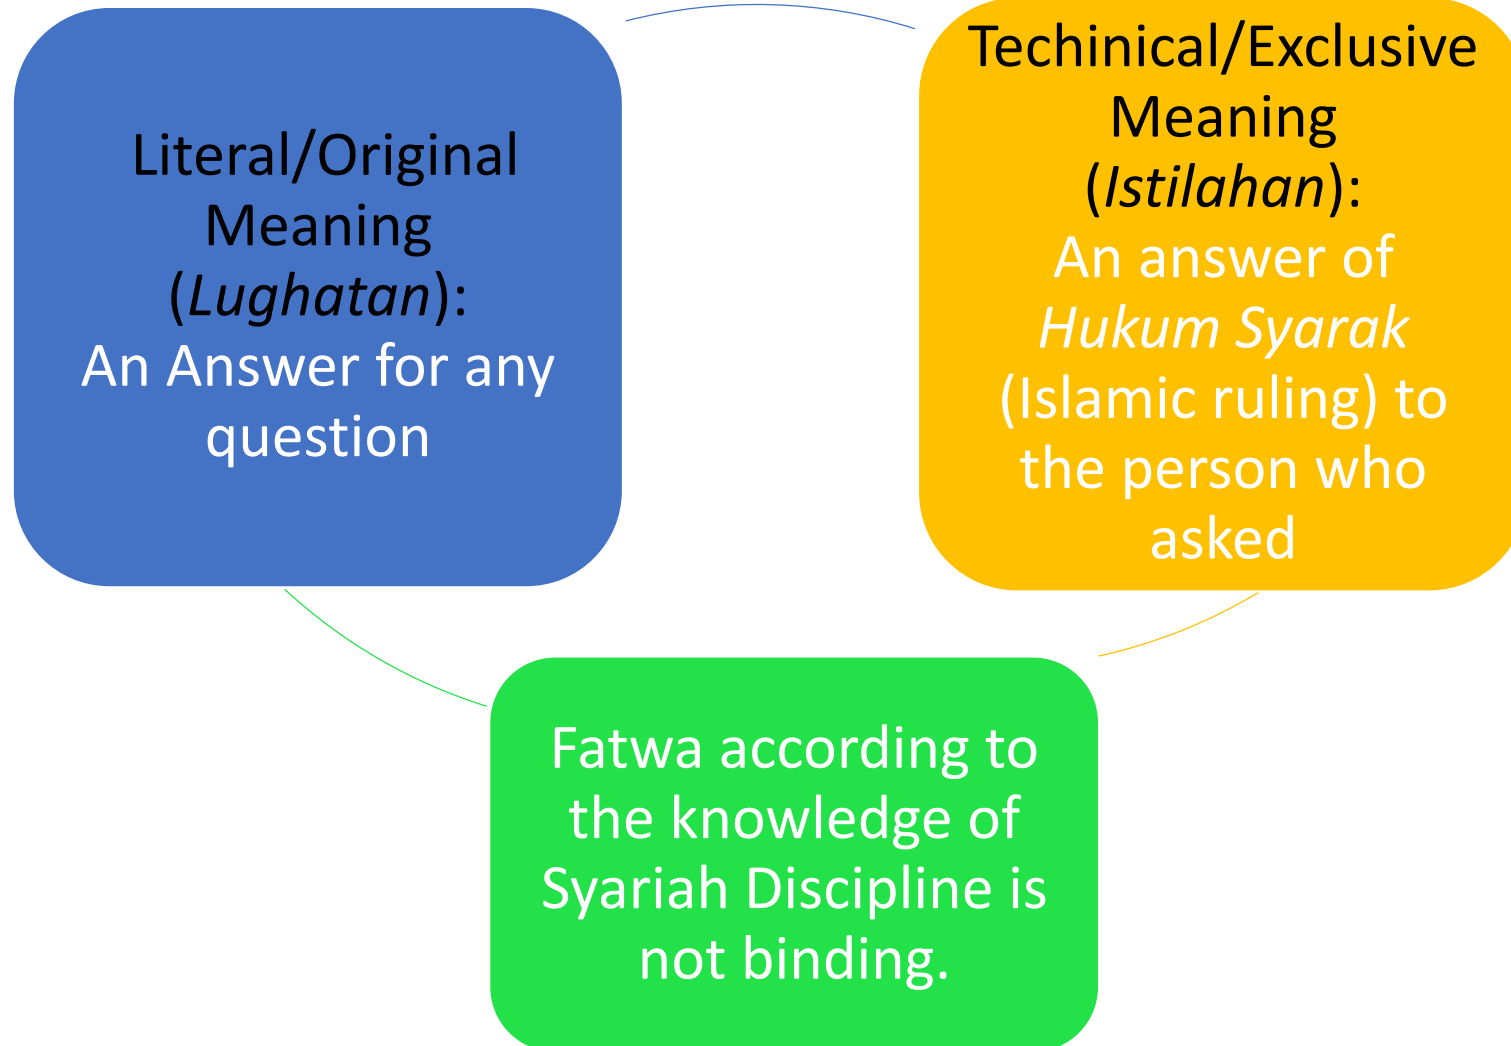 Literal/Original
Meaning
(Lughatan):
An Answer for any
question
Techinical/Exclusive
Meaning
(Istilahan):
An answer of
Hukum Syarak
(Islamic ruling) to
the person who
asked
Fatwa according to
the knowledge of
Syariah Discipline is
not binding.